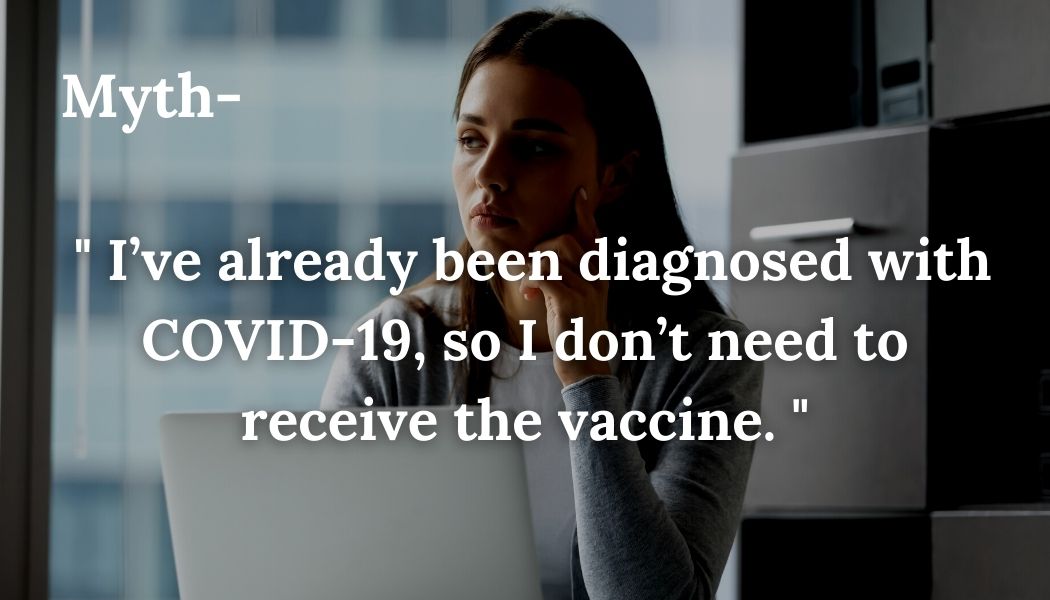 Myth-
" I’ve already been diagnosed with
COVID-19, so I don’t need to
receive the vaccine. "